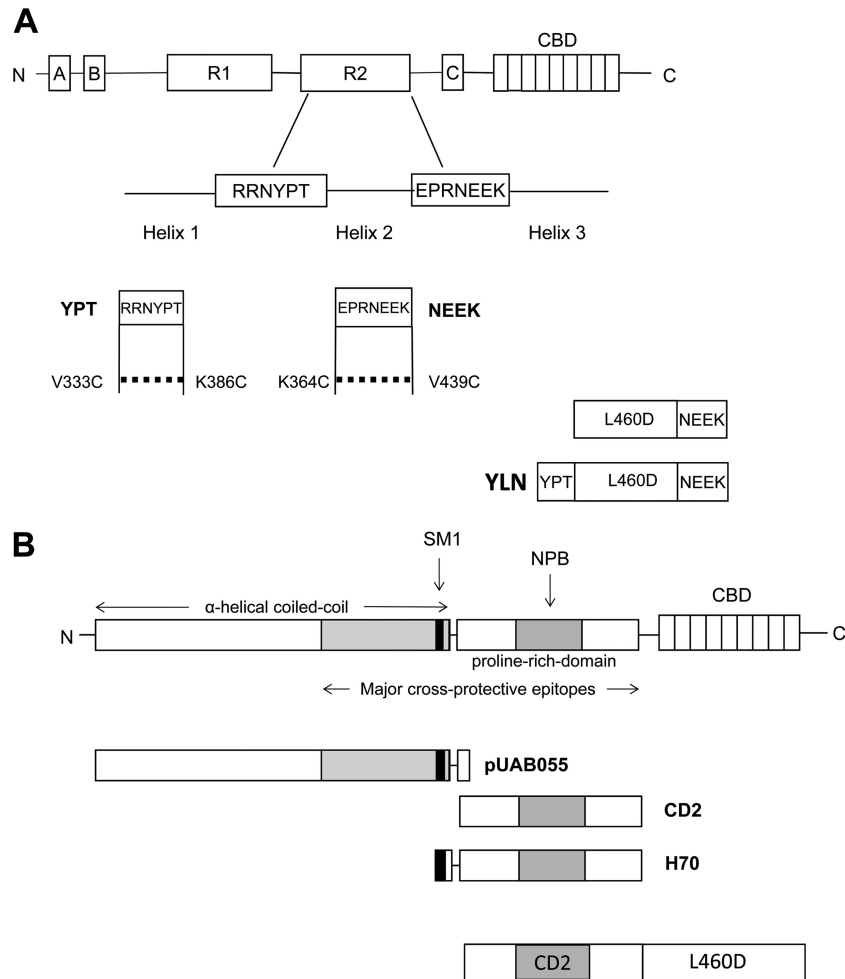 A
CBD
N A B R1 R2 C C
RRNYPT EPRNEEK
Helix 1 Helix 2 Helix 3
YPT RRNYPT EPRNEEK NEEK
V333C K386C K364C V439C
L460D NEEK
YLN YPT L460D NEEK
B
SM1
NPB
CBD
α-helical coiled-coil
N C
proline-rich-domain
Major cross-protective epitopes
pUAB055
CD2
H70
CD2 L460D